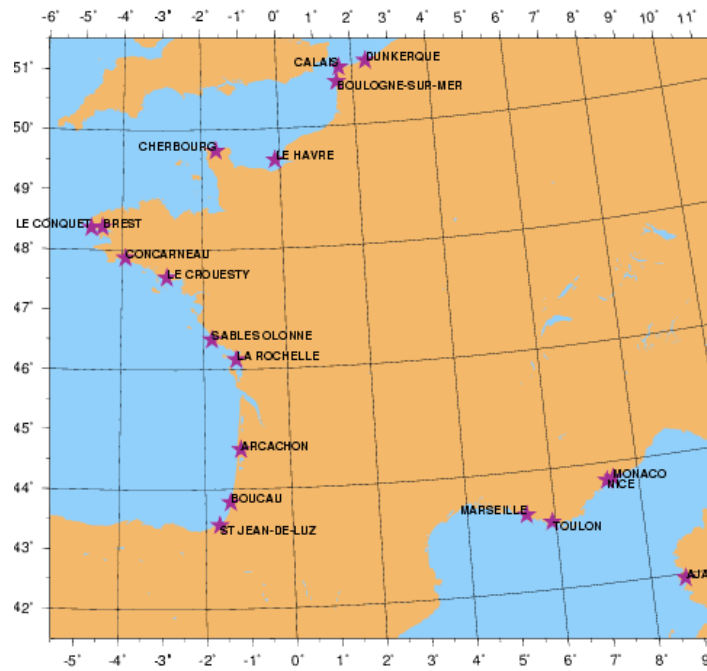 -6° -5° -4° -3° -2° -1° 0° 1° 2° 3° 4° 5° 6° 7° 8° 9° 10° 11°
51°
CALAIS
DUNKERQUE
BOULOGNE-SUR-MER
50°
CHERBOURG
LE HAVRE
49°
LE CONQUET
BREST
48°
CONCARNEAU
LE CROUESTY
47°
SABLES OLONNE
46°
LA ROCHELLE
45°
ARCACHON
44°
MONACO
NICE
BOUCAU
MARSEILLE
TOULON
ST JEAN-DE-LUZ
43°
AJA
42°
-5° -4° -3° -2° -1° 0° 1° 2° 3° 4° 5° 6° 7° 8° 9